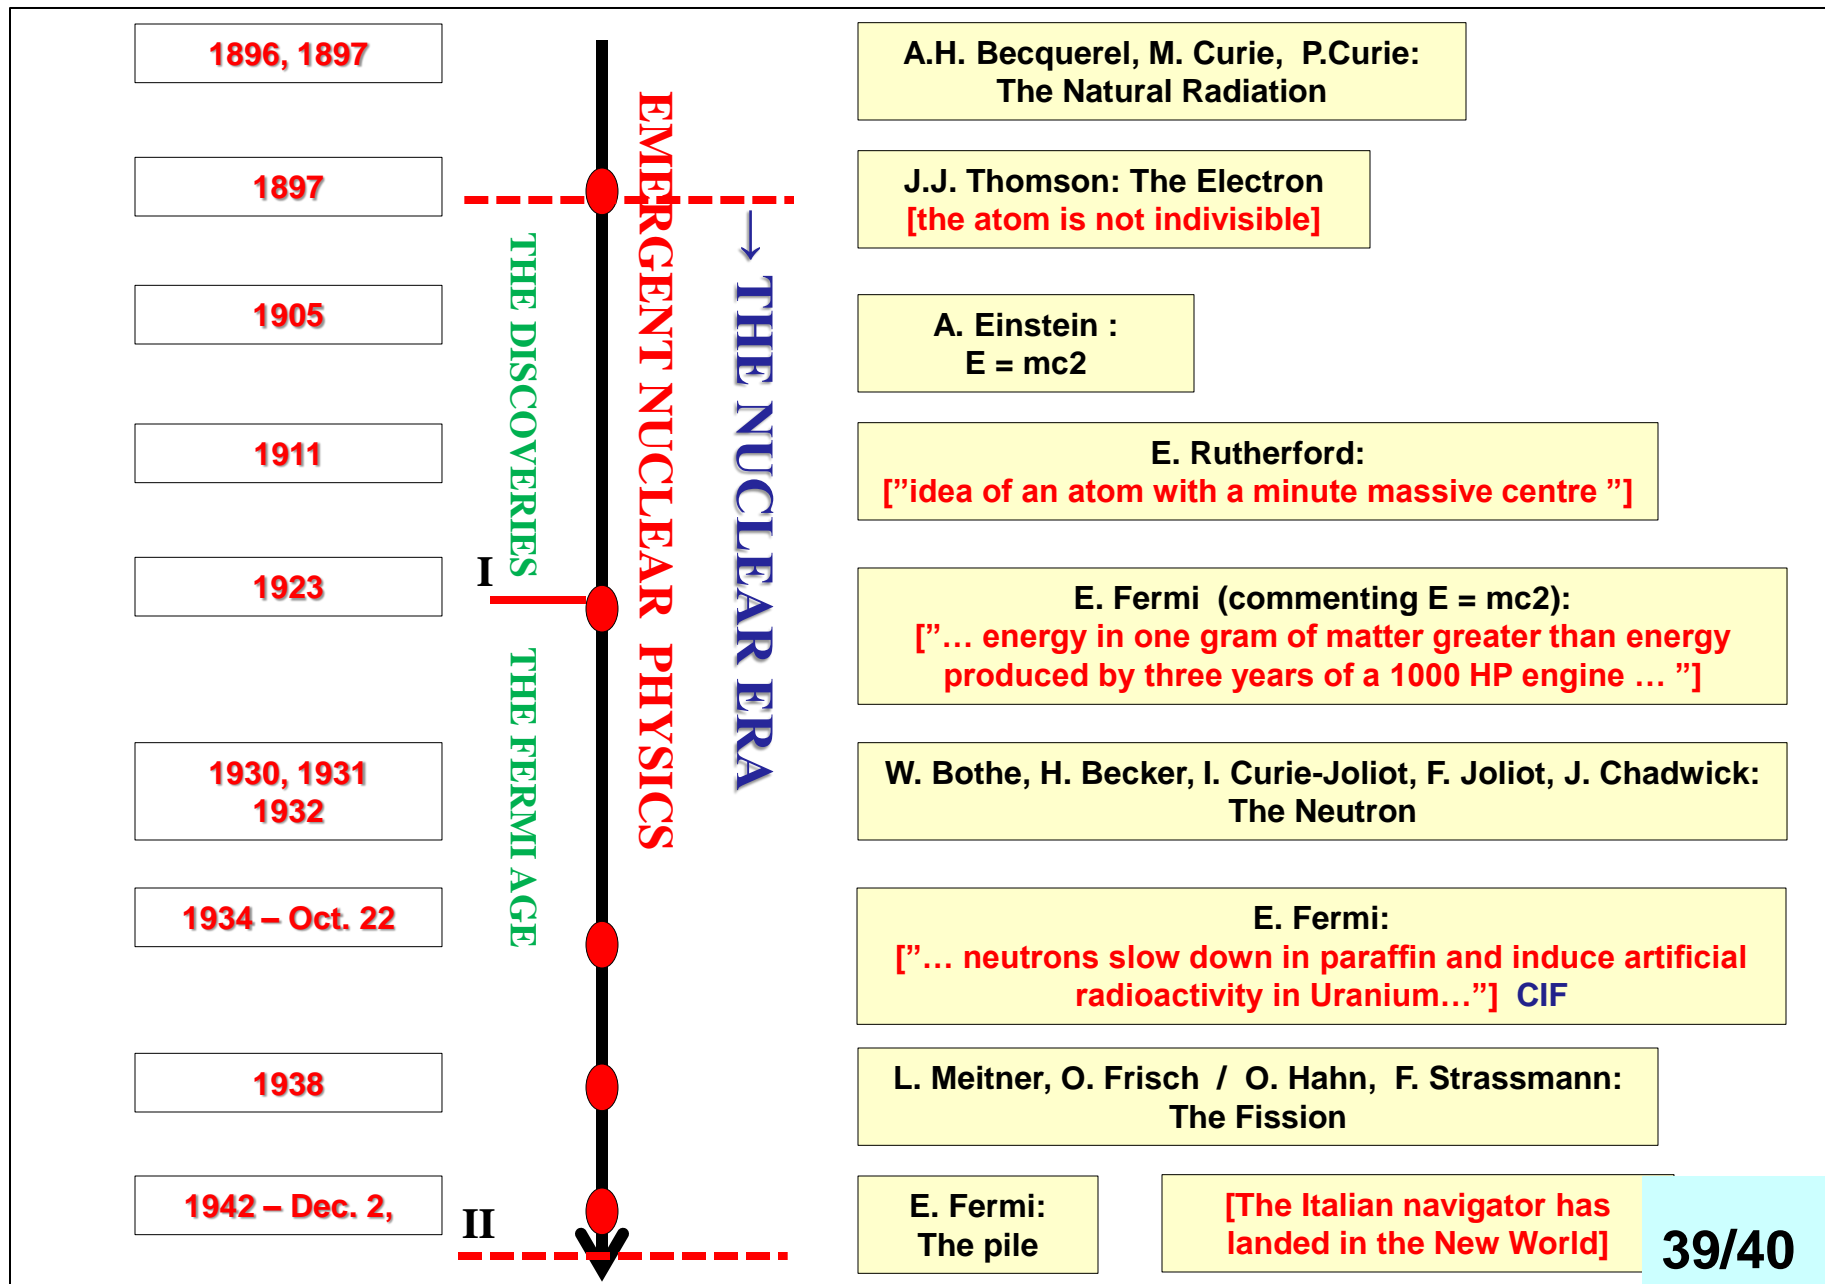 1896, 1897
A.H. Becquerel, M. Curie, P.Curie:
The Natural Radiation
1897
J.J. Thomson: The Electron
[the atom is not indivisible]
EMERGENT NUCLEAR PHYSICS
→ THE NUCLEAR ERA
THE DISCOVERIES
1905
A. Einstein :
E = mc2
1911
E. Rutherford:
[”idea of an atom with a minute massive centre ”]
1923
I
E. Fermi (commenting E = mc2):
[”… energy in one gram of matter greater than energy
produced by three years of a 1000 HP engine … ”]
THE FERMI AGE
1930, 1931
1932
W. Bothe, H. Becker, I. Curie-Joliot, F. Joliot, J. Chadwick:
The Neutron
1934 – Oct. 22
E. Fermi:
[”… neutrons slow down in paraffin and induce artificial
radioactivity in Uranium…”] CIF
1938
L. Meitner, O. Frisch / O. Hahn, F. Strassmann:
The Fission
1942 – Dec. 2,
II
E. Fermi:
The pile
[The Italian navigator has
landed in the New World]
39/40